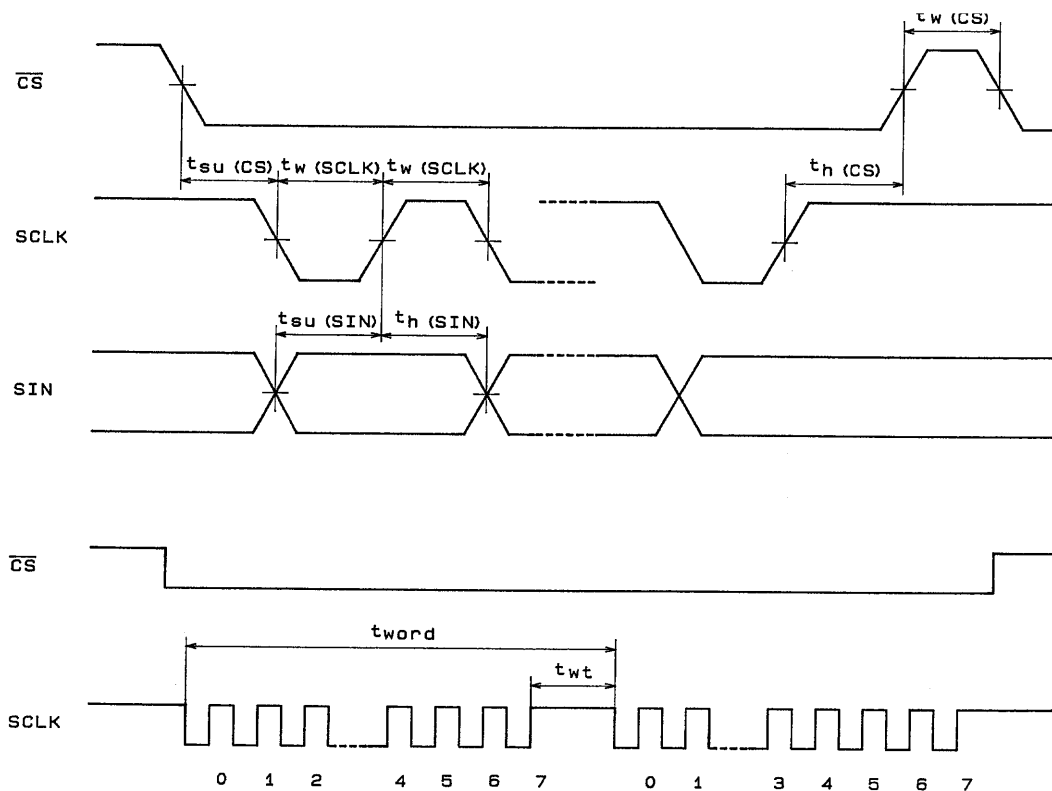 tw (CS)
CS
tsu (CS) tw (SCLK) tw (SCLK) th (CS)
SCLK
tsu (SIN) th (SIN)
SIN
CS
tword
twt
SCLK
0 1 2 4 5 6 7 0 1 3 4 5 6 7